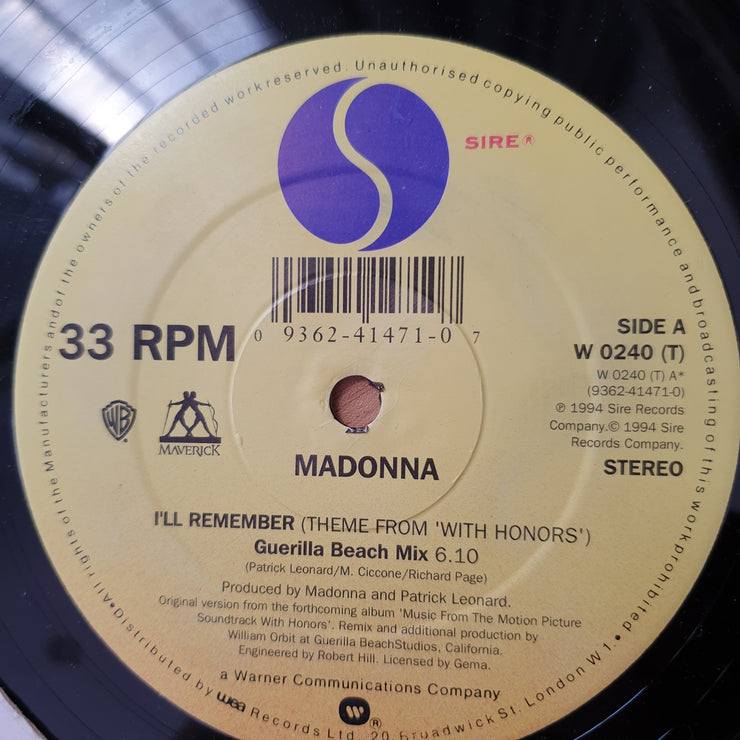 All rights of the Manufacturers and of the owners of the recorded work reserved. Unauthorised copying public performance and broadcasting of this work prohibited.
SIRE ®
0 9362-41471-0 7
33 RPM
SIDE A
W 0240 (T)
W 0240 (T) A*
(9362-41471-0)
℗ 1994 Sire Records
Company.© 1994 Sire
Records Company.
STEREO
WB
MAVERICK
MADONNA
I'LL REMEMBER (THEME FROM 'WITH HONORS')
Guerilla Beach Mix 6.10
(Patrick Leonard/M. Ciccone/Richard Page)
Produced by Madonna and Patrick Leonard.
Original version from the forthcoming album 'Music From The Motion Picture
Soundtrack With Honors'. Remix and additional production by
William Orbit at Guerilla BeachStudios, California.
Engineered by Robert Hill. Licensed by Gema.
a Warner Communications Company
®
•Distributed by wea Records Ltd., 20, Broadwick St. London W1.•